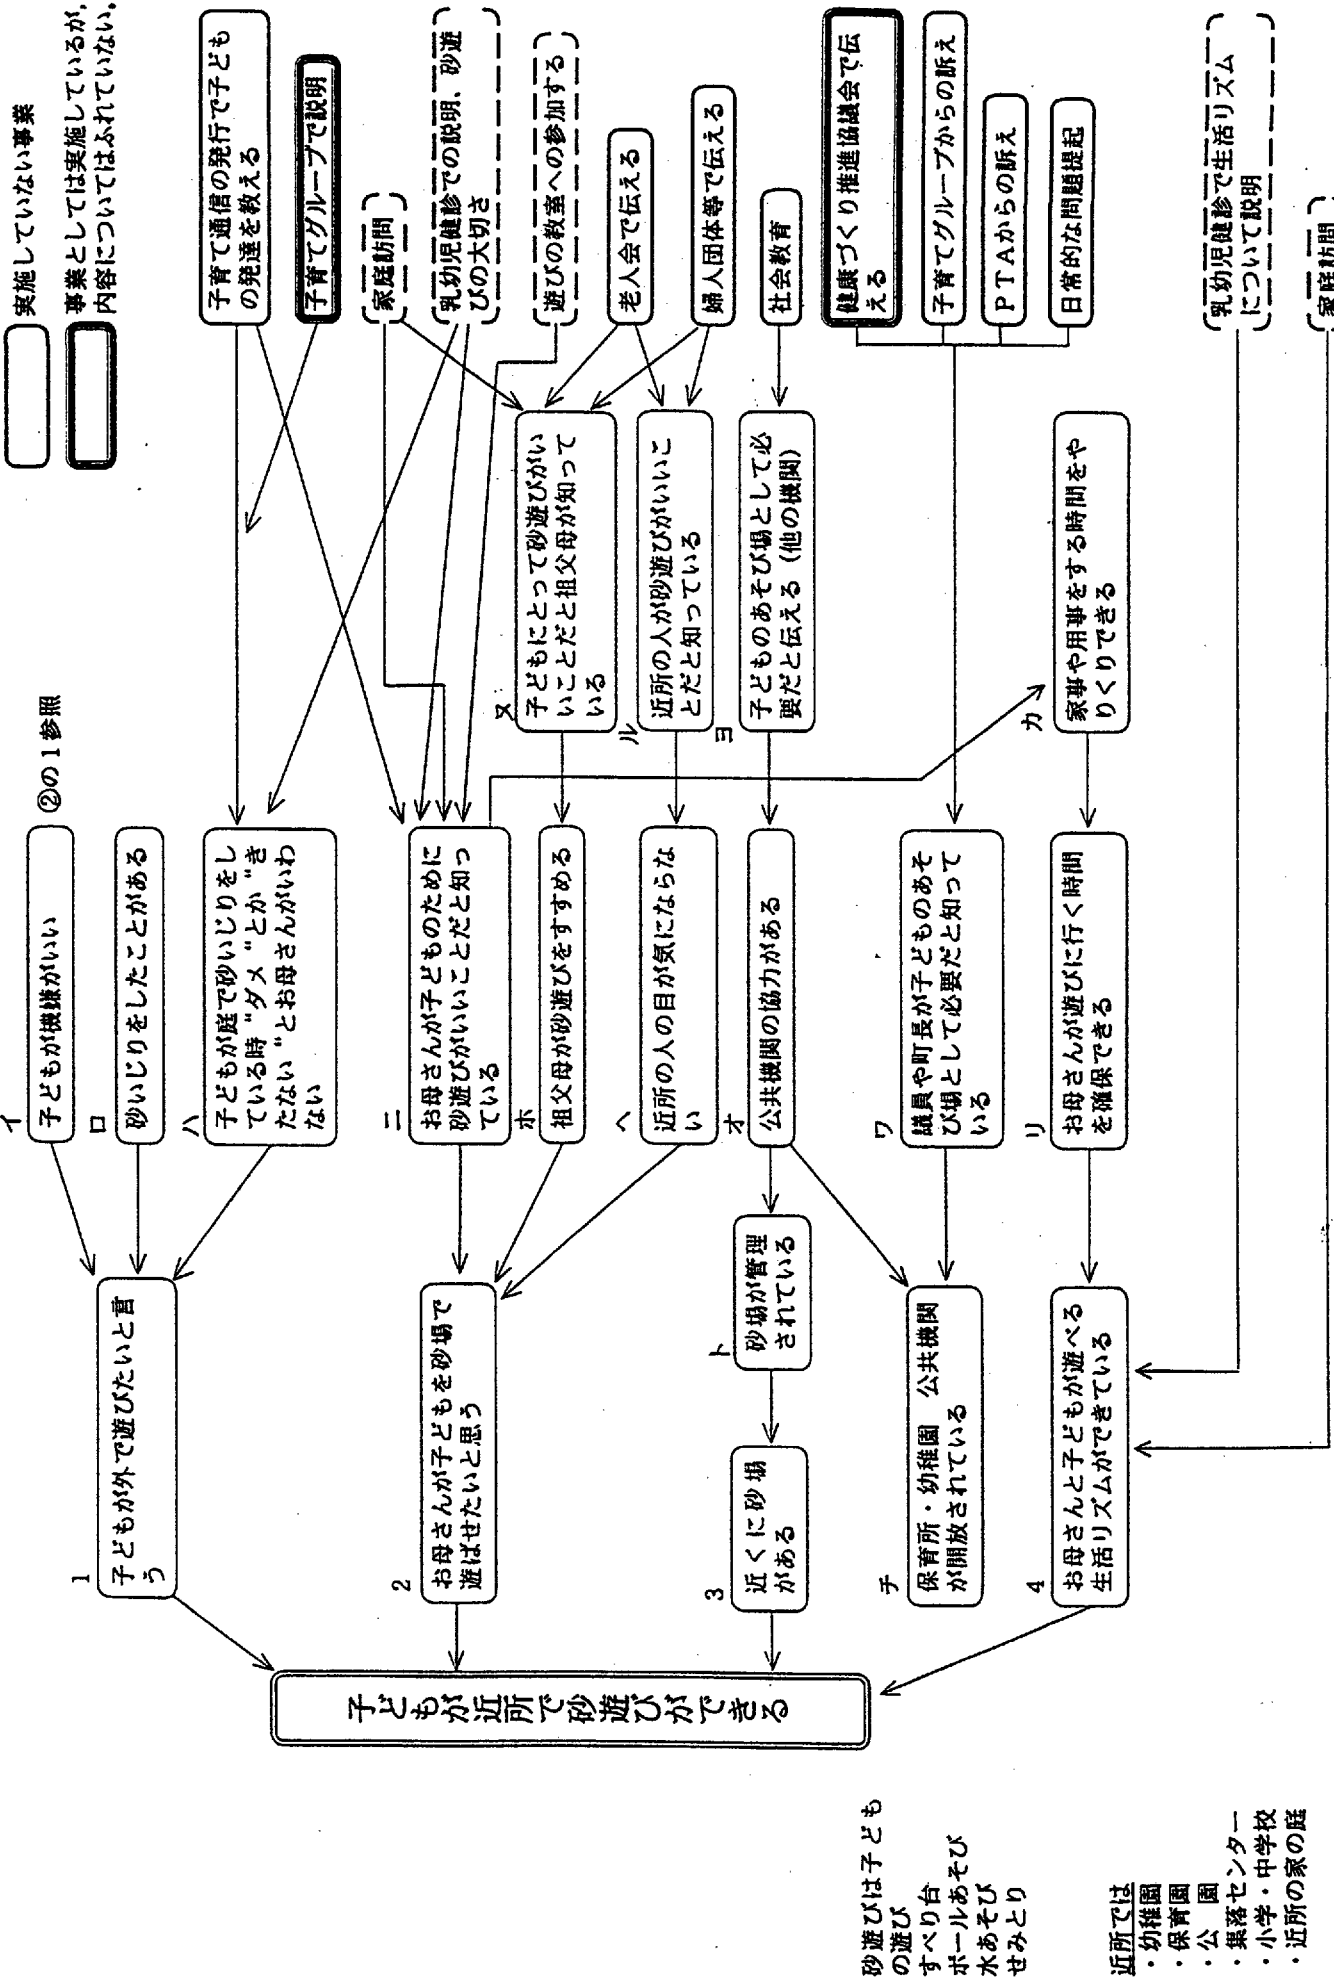 実施していない事業
事業としては実施しているが、
内容についてはふれていない。
砂遊びは子ども
の遊び
すべり台
ボールあそび
水あそび
せみとり
近所では
・幼稚園
・保育園
・公　園
・集落センター
・小学・中学校
・近所の家の庭
子どもが近所で砂遊びができる
1
子どもが外で遊びたいと言
う
2
お母さんが子どもを砂場で
遊ばせたいと思う
3
近くに砂場
がある
ト
砂場が管理
されている
チ
保育所・幼稚園　公共機関
が開放されている
4
お母さんと子どもが遊べる
生活リズムができている
イ
子どもが機嫌がいい
②の1参照
ロ
砂いじりをしたことがある
ハ
子どもが庭で砂いじりをし
ている時“ダメ”とか“き
たない”とお母さんがいわ
ない
ニ
お母さんが子どものために
砂遊びがいいことだと知っ
ている
ホ
祖父母が砂遊びをすすめる
ヘ
近所の人の目が気にならな
い
オ
公共機関の協力がある
ワ
議員や町長が子どものあそ
び場として必要だと知って
いる
リ
お母さんが遊びに行く時間
を確保できる
ヌ
子どもにとって砂遊びがい
いことだと祖父母が知って
いる
ル
近所の人が砂遊びがいいこ
とだと知っている
ヨ
子どものあそび場として必
要だと伝える（他の機関）
カ
家事や用事をする時間をや
りくりできる
子育て通信の発行で子ども
の発達を教える
子育てグループで説明
家庭訪問
乳幼児健診での説明、砂遊
びの大切さ
遊びの教室への参加する
老人会で伝える
婦人団体等で伝える
社会教育
健康づくり推進協議会で伝
える
子育てグループからの訴え
PTAからの訴え
日常的な問題提起
乳幼児健診で生活リズム
について説明
家庭訪問